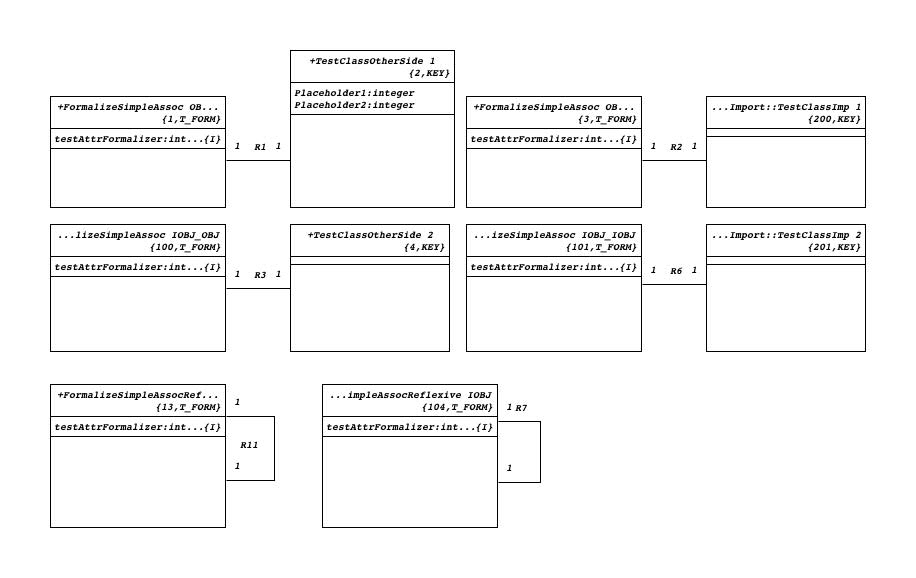 +TestClassOtherSide 1
{2,KEY}
Placeholder1:integer
Placeholder2:integer
+FormalizeSimpleAssoc OB...
{1,T_FORM}
testAttrFormalizer:int...{I}
1 R1 1
+FormalizeSimpleAssoc OB...
{3,T_FORM}
testAttrFormalizer:int...{I}
1 R2 1
...Import::TestClassImp 1
{200,KEY}
...lizeSimpleAssoc IOBJ_OBJ
{100,T_FORM}
testAttrFormalizer:int...{I}
1 R3 1
+TestClassOtherSide 2
{4,KEY}
...izeSimpleAssoc IOBJ_IOBJ
{101,T_FORM}
testAttrFormalizer:int...{I}
1 R6 1
...Import::TestClassImp 2
{201,KEY}
+FormalizeSimpleAssocRef...
{13,T_FORM}
testAttrFormalizer:int...{I}
1
R11
1
...impleAssocReflexive IOBJ
{104,T_FORM}
testAttrFormalizer:int...{I}
1 R7
1